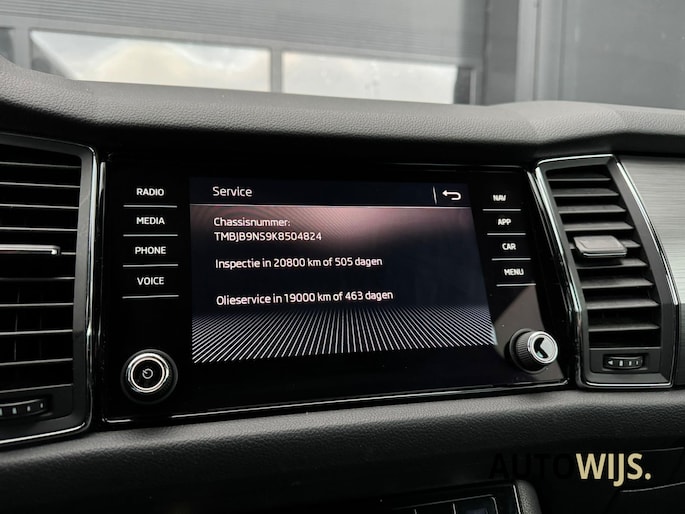 Service
RADIO
MEDIA
PHONE
VOICE
Chassisnummer:
TMBJB9NS9K8504824
Inspectie in 20800 km of 505 dagen
Olieservice in 19000 km of 463 dagen
NAV
APP
CAR
MENU
AUTOWIJS.